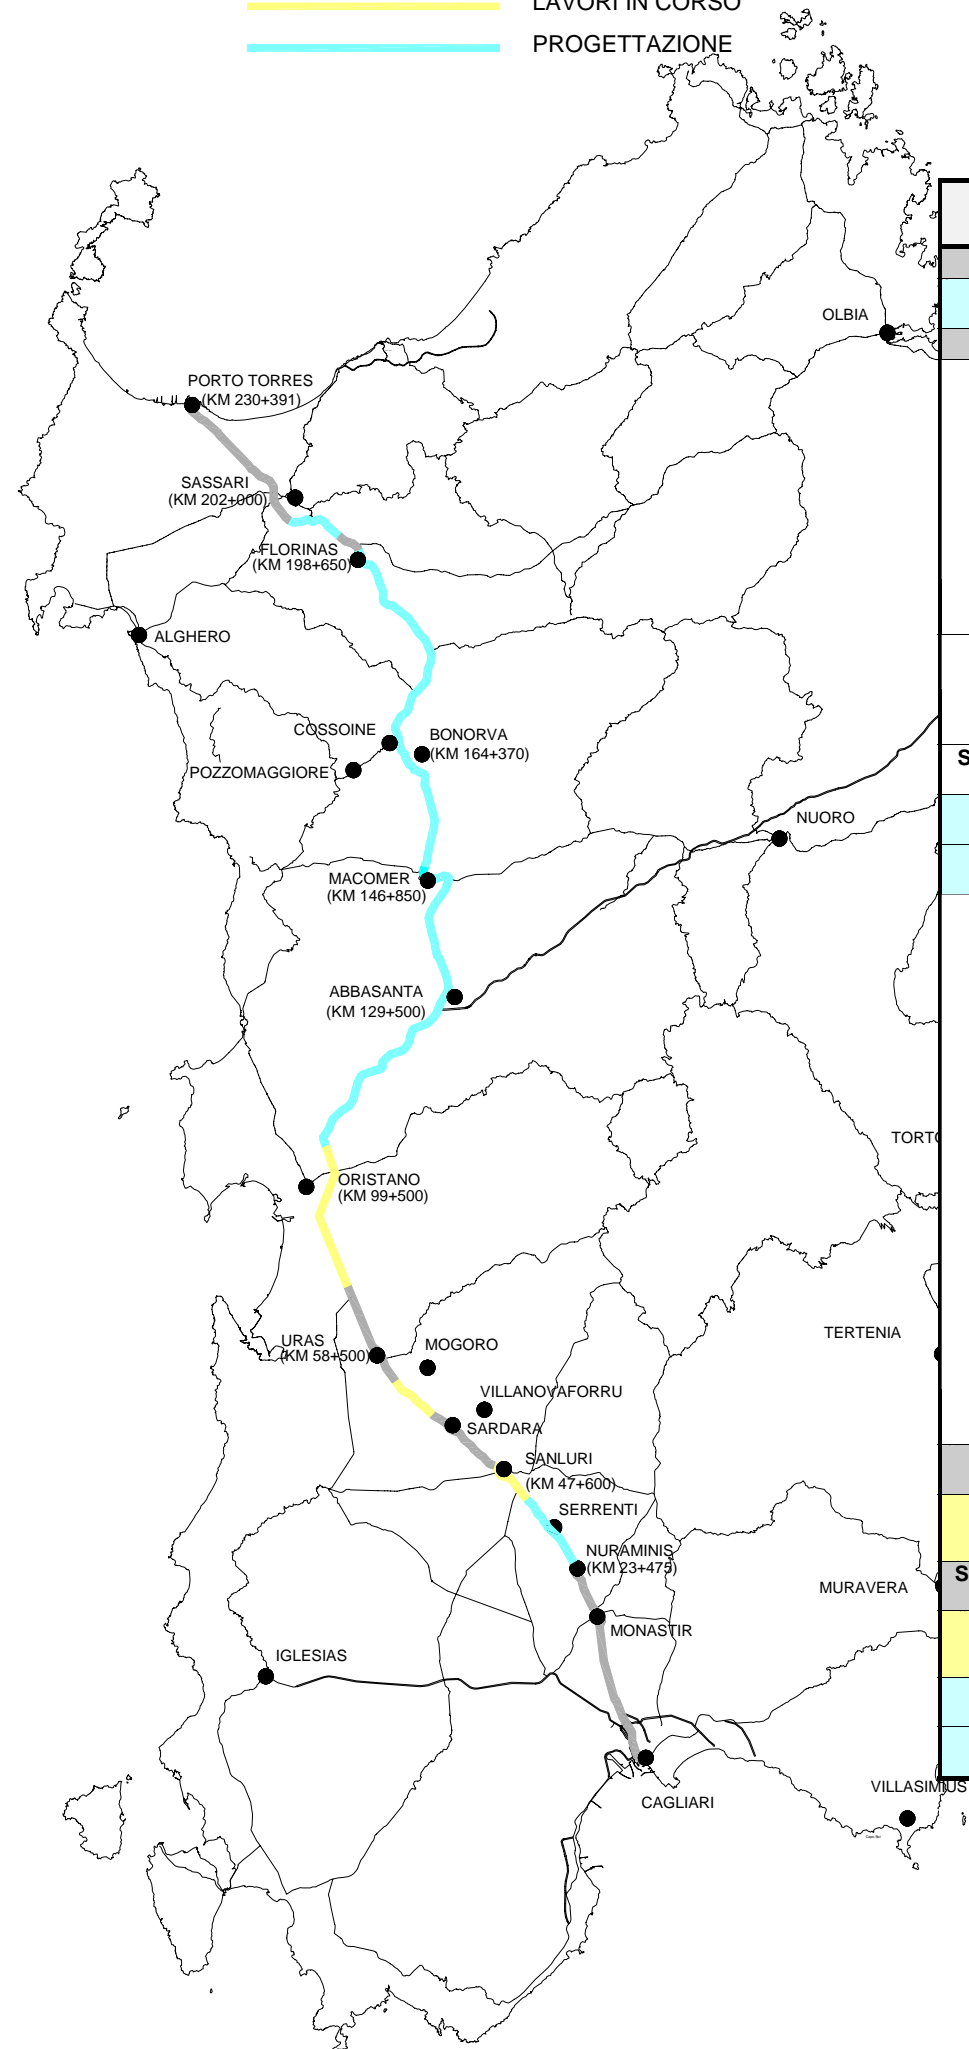 LAVORI IN CORSO
PROGETTAZIONE
OLBIA
PORTO TORRES
(KM 230+391)
SASSARI
(KM 202+000)
FLORINAS
(KM 198+650)
ALGHERO
COSSOINE
BONORVA
(KM 164+370)
POZZOMAGGIORE
S
NUORO
MACOMER
(KM 146+850)
ABBASANTA
(KM 129+500)
TORTO
ORISTANO
(KM 99+500)
TERTENIA
URAS
(KM 58+500)
MOGORO
VILLANOVAFORRU
SARDARA
SANLURI
(KM 47+600)
SERRENTI
NURAMINIS
(KM 23+475)
S
MURAVERA
MONASTIR
IGLESIAS
VILLASIMIUS
CAGLIARI